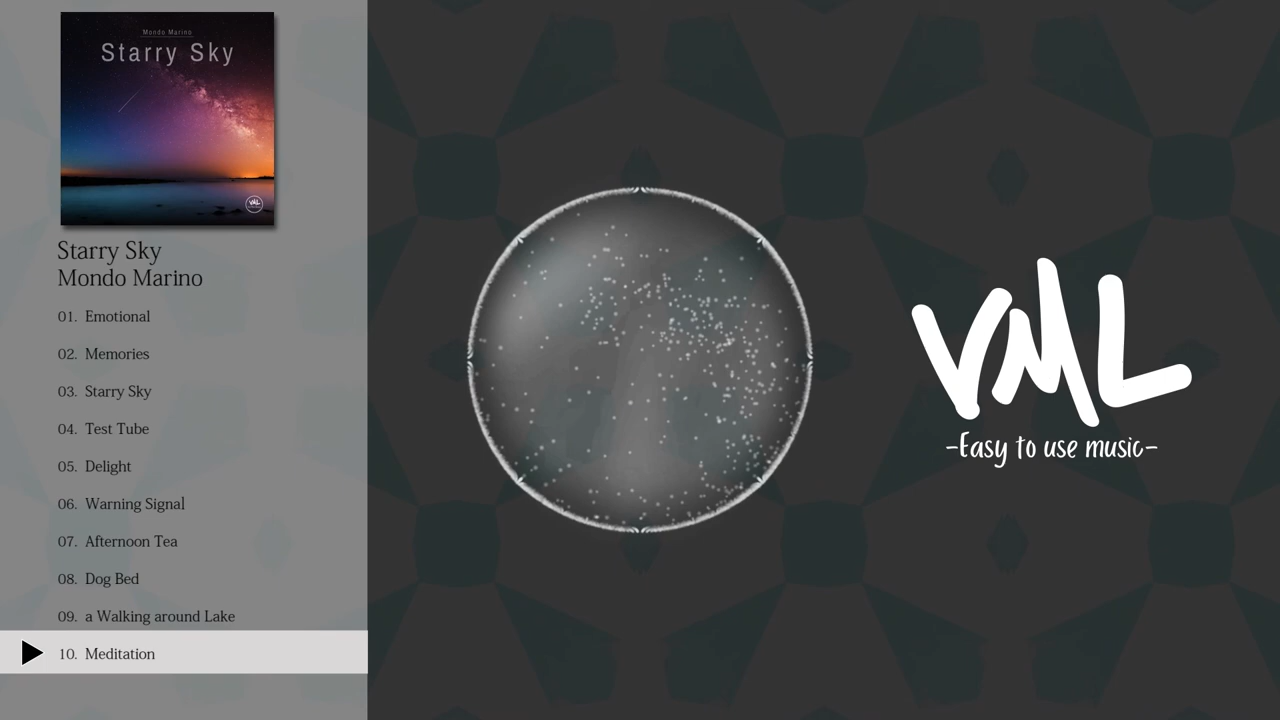 Mondo Marino
Starry Sky
VML
Starry Sky
Mondo Marino
01. Emotional
02. Memories
03. Starry Sky
04. Test Tube
05. Delight
06. Warning Signal
07. Afternoon Tea
08. Dog Bed
09. a Walking around Lake
10. Meditation
VML
-Easy to use music-